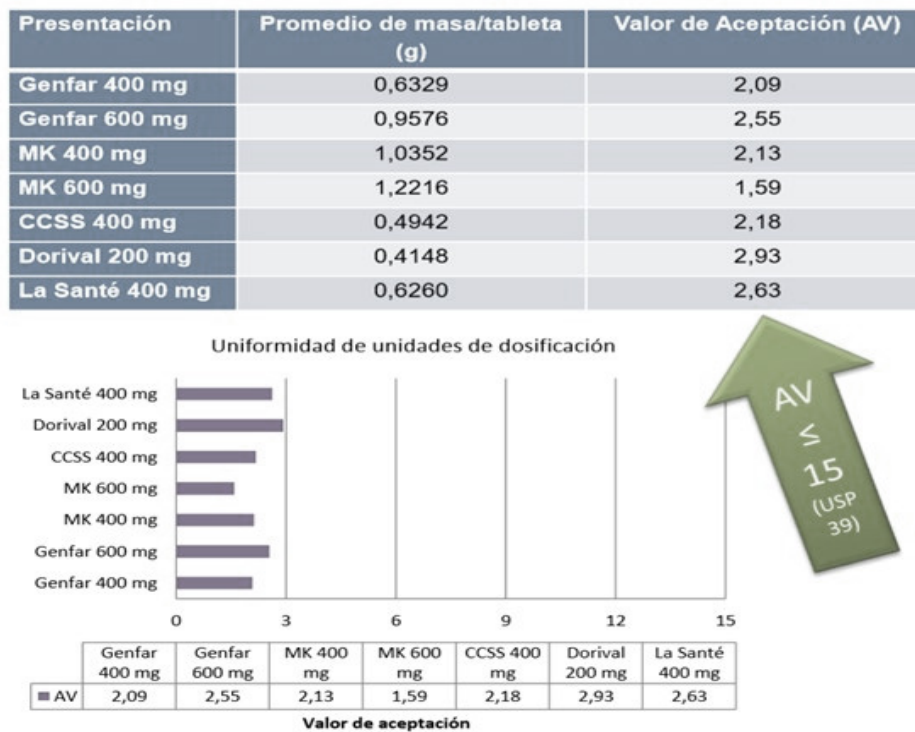 Presentación Promedio de masa/tableta (g) Valor de Aceptación (AV)
Genfar 400 mg 0,6329 2,09
Genfar 600 mg 0,9576 2,55
MK 400 mg 1,0352 2,13
MK 600 mg 1,2216 1,59
CCSS 400 mg 0,4942 2,18
Dorival 200 mg 0,4148 2,93
La Santé 400 mg 0,6260 2,63
AV
≤
15
(USP
39)
Uniformidad de unidades de dosificación
La Santé 400 mg
Dorival 200 mg
CCSS 400 mg
MK 600 mg
MK 400 mg
Genfar 600 mg
Genfar 400 mg
0 3 6 9 12 15
Genfar 400 mg Genfar 600 mg MK 400 mg MK 600 mg CCSS 400 mg Dorival 200 mg La Santé 400 mg
AV 2,09 2,55 2,13 1,59 2,18 2,93 2,63
Valor de aceptación